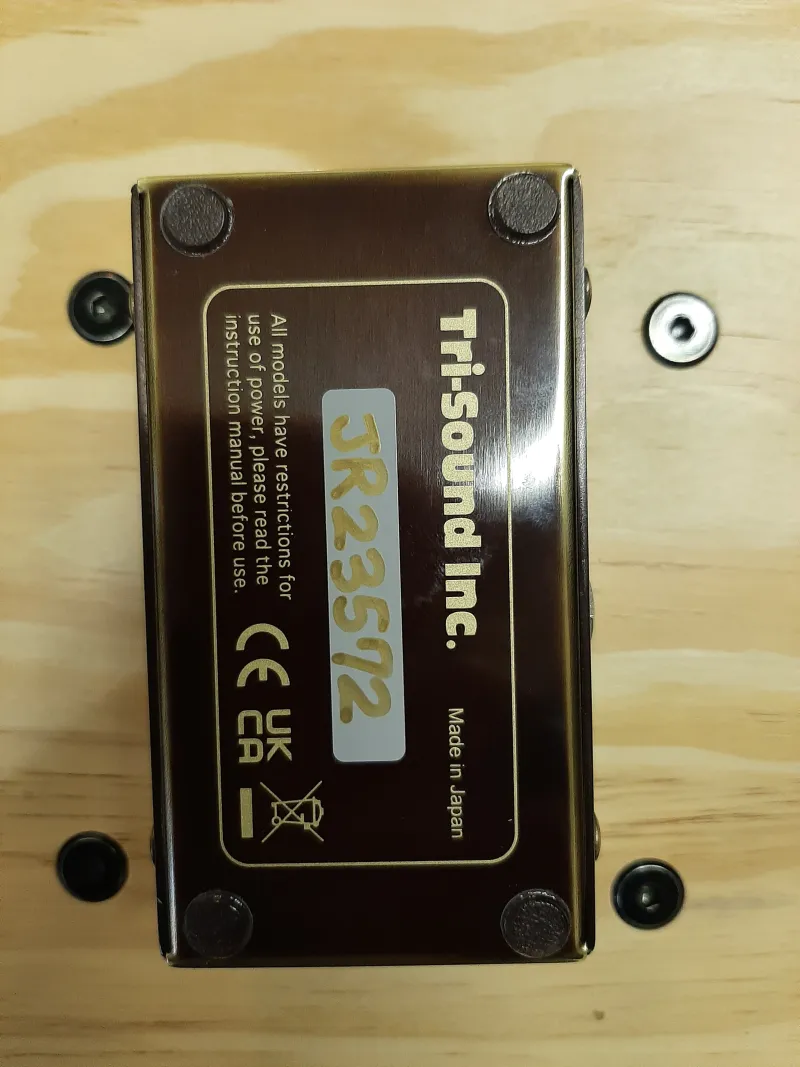 Tri-Sound Inc.
Made in Japan
JR23572
All models have restrictions for
use of power, please read the
instruction manual before use.
CE
UK
CA